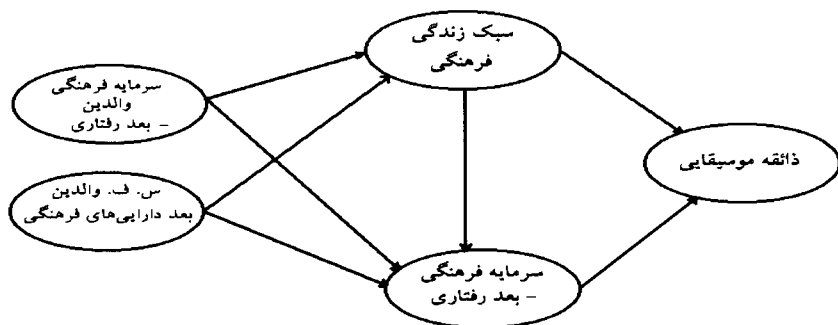 سبک زندگی
فرهنگی
سرمایه فرهنگی
والدین
- بعد رفتاری
ذائقه موسیقایی
س. ف. والدین
بعد دارایی‌های فرهنگی
سرمایه فرهنگی
- بعد رفتاری